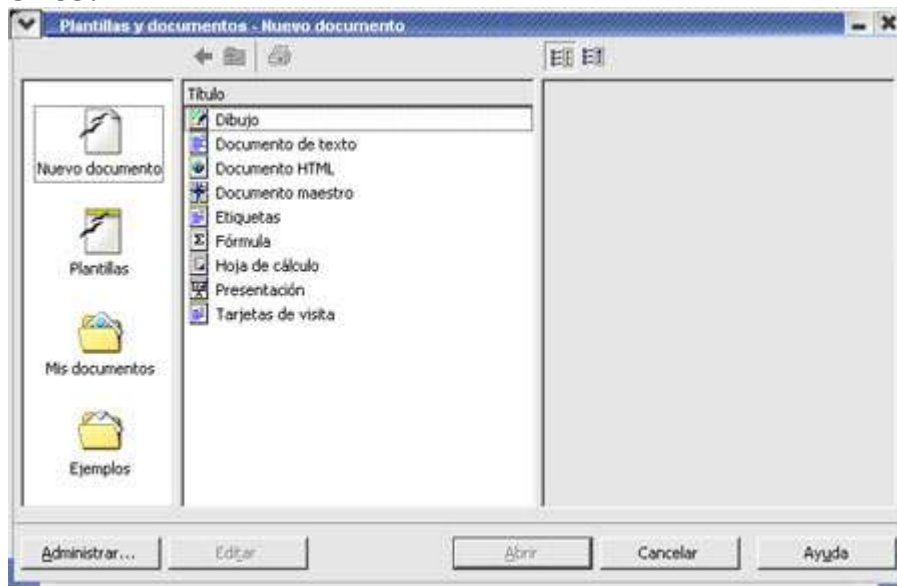 Plantillas y documentos - Nuevo documento
Título
Nuevo documento
Plantillas
Mis documentos
Ejemplos
Dibujo
Documento de texto
Documento HTML
Documento maestro
Etiquetas
Fórmula
Hoja de cálculo
Presentación
Tarjetas de visita
Administrar...
Editar
Abrir
Cancelar
Ayuda